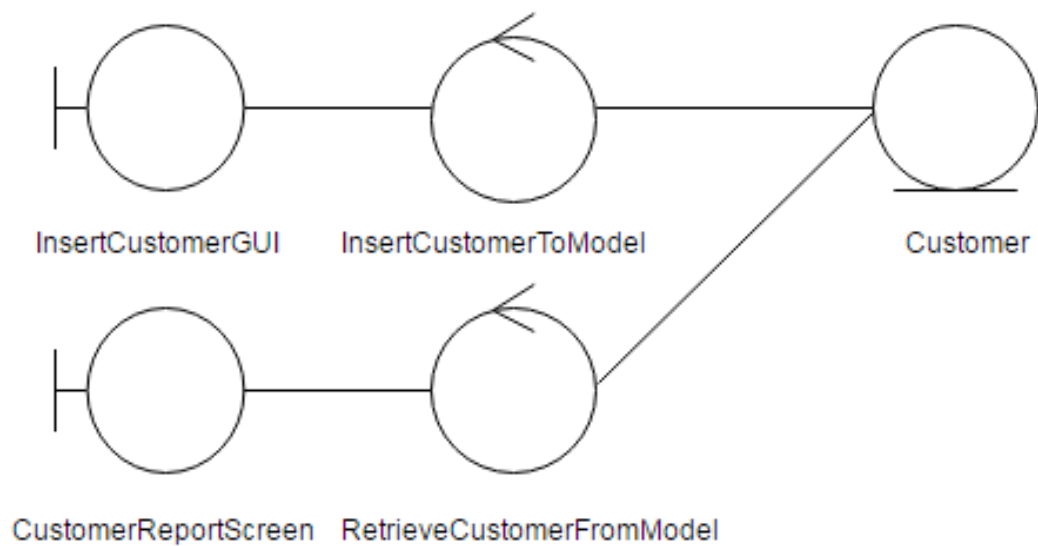 InsertCustomerGUI
InsertCustomerToModel
Customer
CustomerReportScreen
RetrieveCustomerFromModel